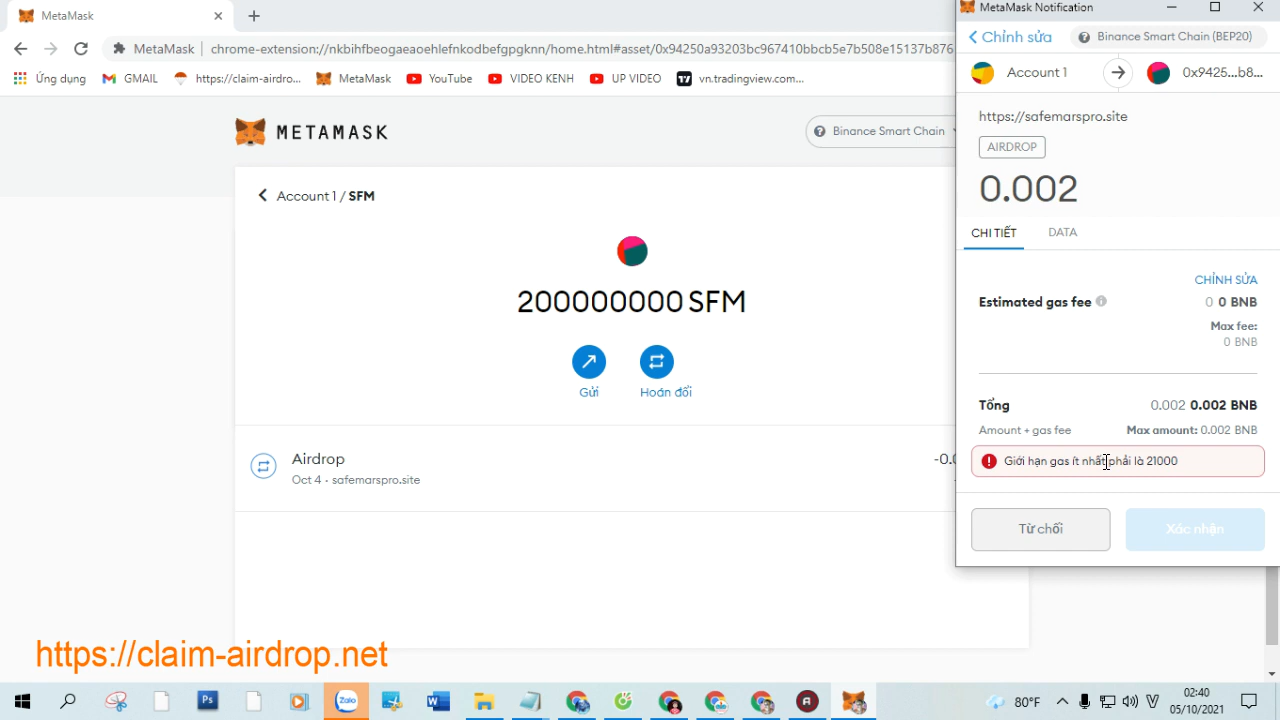 MetaMask
MetaMask chrome-extension://nkbihfbeogaeaoehlefnkodbefgpgknn/home.html#asset/0x94250a93203bc967410bbcb5e7b508e15137b876
Ứng dụng GMAIL https://claim-airdro... MetaMask YouTube VIDEO KENH UP VIDEO vn.tradingview.com...
METAMASK
Binance Smart Chain
Account 1 / SFM
200000000 SFM
Gửi Hoán đổi
Airdrop
-0.0
Oct 4 - safemarspro.site
MetaMask Notification
Chỉnh sửa
Binance Smart Chain (BEP20)
Account 1
0x9425...b8...
https://safemarspro.site
AIRDROP
0.002
CHI TIẾT DATA
CHỈNH SỬA
Estimated gas fee 0 0 BNB
Max fee:
0 BNB
Tổng 0.002 0.002 BNB
Amount + gas fee Max amount: 0.002 BNB
Giới hạn gas ít nhất phải là 21000
Từ chối Xác nhận
https://claim-airdrop.net
Ps Zalo W A 80°F V
02:40
05/10/2021